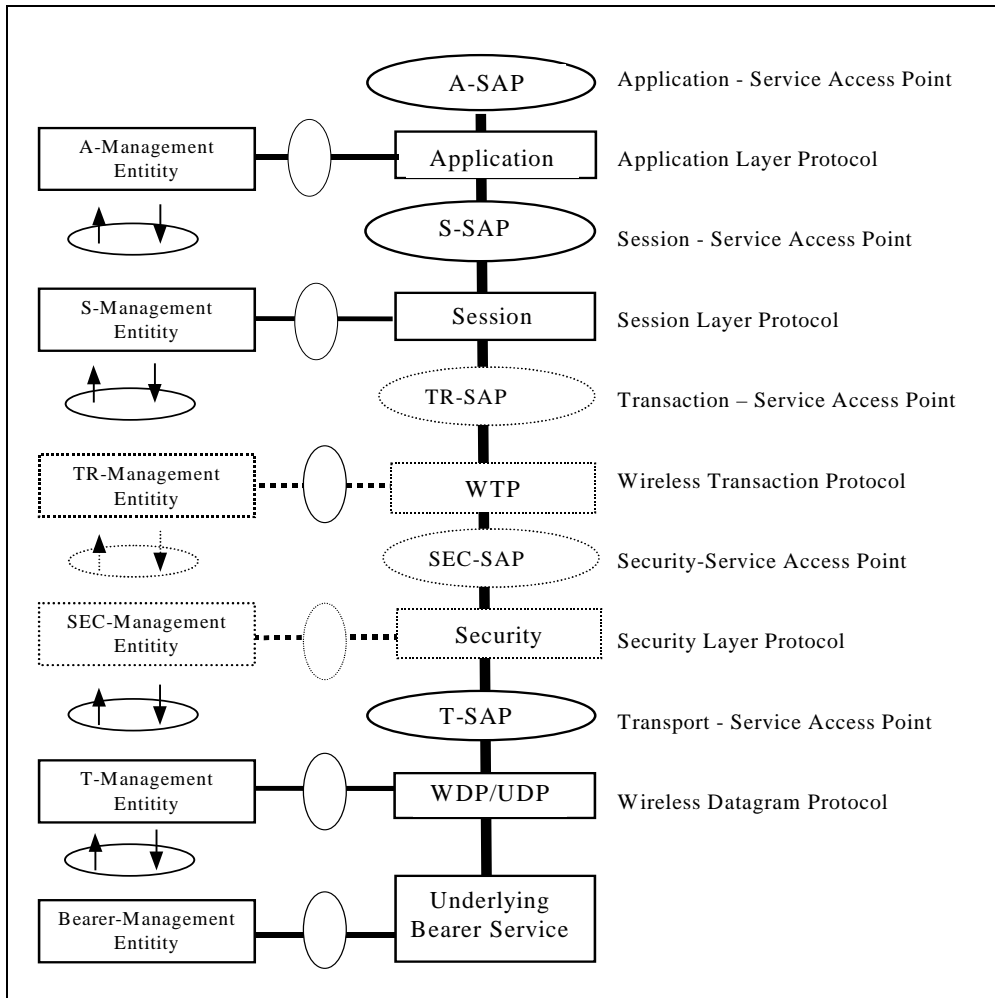 A-SAP
Application - Service Access Point
A-Management
Entitity
Application
Application Layer Protocol
S-SAP
Session - Service Access Point
S-Management
Entitity
Session
Session Layer Protocol
TR-SAP
Transaction – Service Access Point
TR-Management
Entitity
WTP
Wireless Transaction Protocol
SEC-SAP
Security-Service Access Point
SEC-Management
Entitity
Security
Security Layer Protocol
T-SAP
Transport - Service Access Point
T-Management
Entitity
WDP/UDP
Wireless Datagram Protocol
Bearer-Management
Entitity
Underlying
Bearer Service